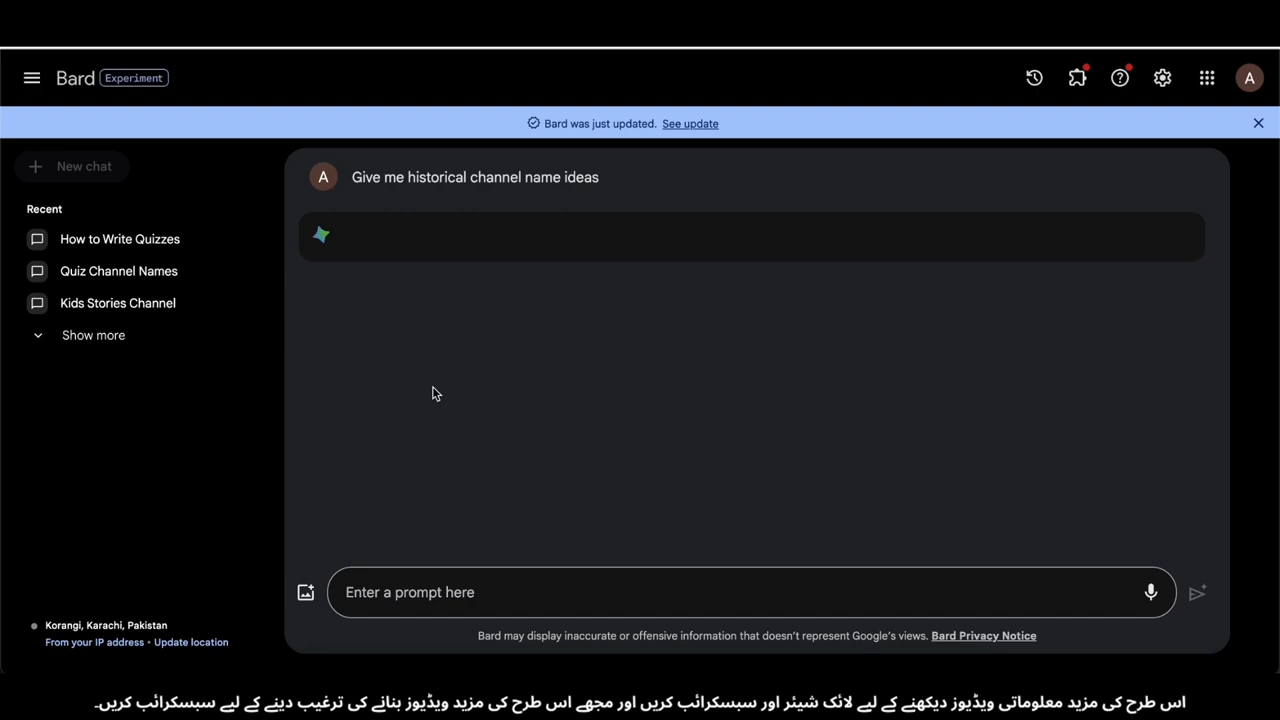 Bard Experiment
A
Bard was just updated. See update
New chat
Recent
How to Write Quizzes
Quiz Channel Names
Kids Stories Channel
Show more
A Give me historical channel name ideas
Enter a prompt here
Korangi, Karachi, Pakistan
From your IP address • Update location
Bard may display inaccurate or offensive information that doesn't represent Google's views. Bard Privacy Notice
اس طرح کی مزید معلوماتی ویڈیوز دیکھنے کے لیے لائک شیئر اور سبسکرائب کریں اور مجھے اس طرح کی مزید ویڈیوز بنانے کی ترغیب دینے کے لیے سبسکرائب کریں۔